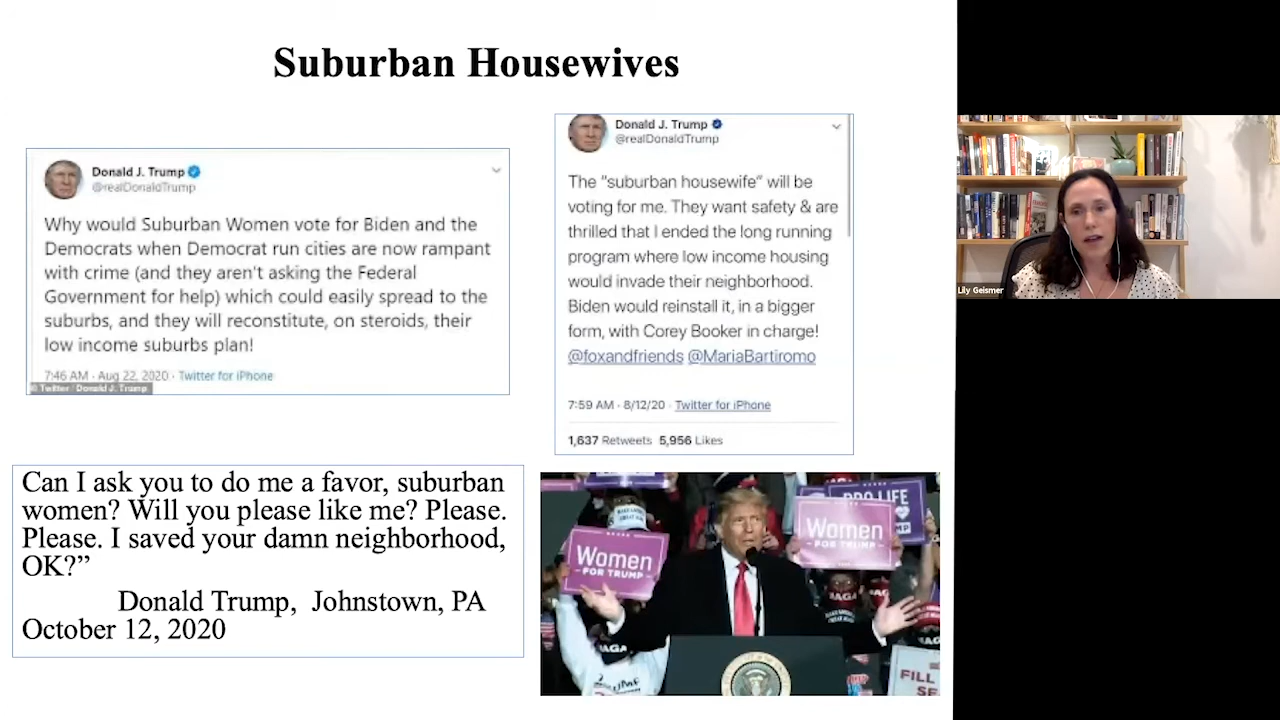 Suburban Housewives
Donald J. Trump
@realDonaldTrump
Why would Suburban Women vote for Biden and the
Democrats when Democrat run cities are now rampant
with crime (and they aren't asking the Federal
Government for help) which could easily spread to the
suburbs, and they will reconstitute, on steroids, their
low income suburbs plan!
7:46 AM · Aug 22, 2020 · Twitter for iPhone
© Twitter / Donald J. Trump
Donald J. Trump
@realDonaldTrump
The "suburban housewife" will be
voting for me. They want safety & are
thrilled that I ended the long running
program where low income housing
would invade their neighborhood.
Biden would reinstall it, in a bigger
form, with Corey Booker in charge!
@foxandfriends @MariaBartiromo
7:59 AM · 8/12/20 · Twitter for iPhone
1,637 Retweets 5,956 Likes
Can I ask you to do me a favor, suburban
women? Will you please like me? Please.
Please. I saved your damn neighborhood,
OK?”
Donald Trump, Johnstown, PA
October 12, 2020
Women
FOR TRUMP
Women
FOR TRUMP
PRO LIFE
MAGA
FILL
SE
Lily Geismer